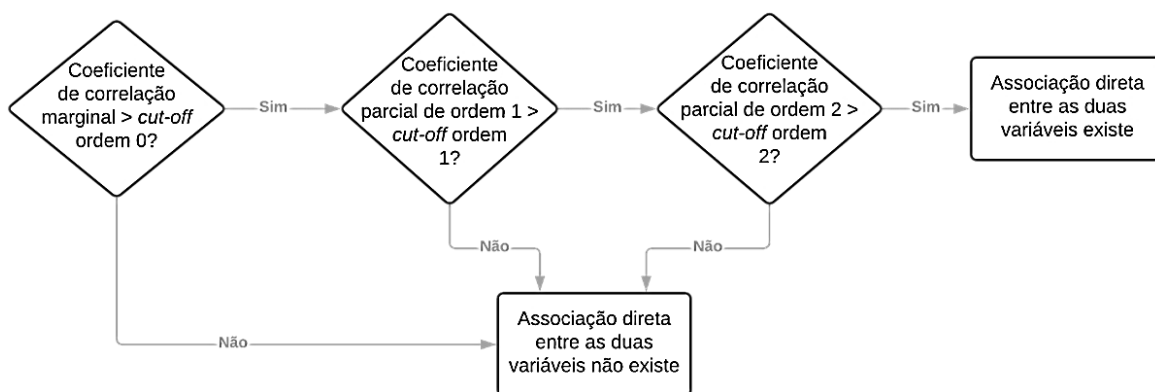 Coeficiente
de correlação
marginal > cut-off
ordem 0?
Sim
Coeficiente
de correlação
parcial de ordem 1 >
cut-off ordem
1?
Sim
Coeficiente
de correlação
parcial de ordem 2 >
cut-off ordem
2?
Sim
Associação direta
entre as duas
variáveis existe
Não
Não
Não
Associação direta
entre as duas
variáveis não existe